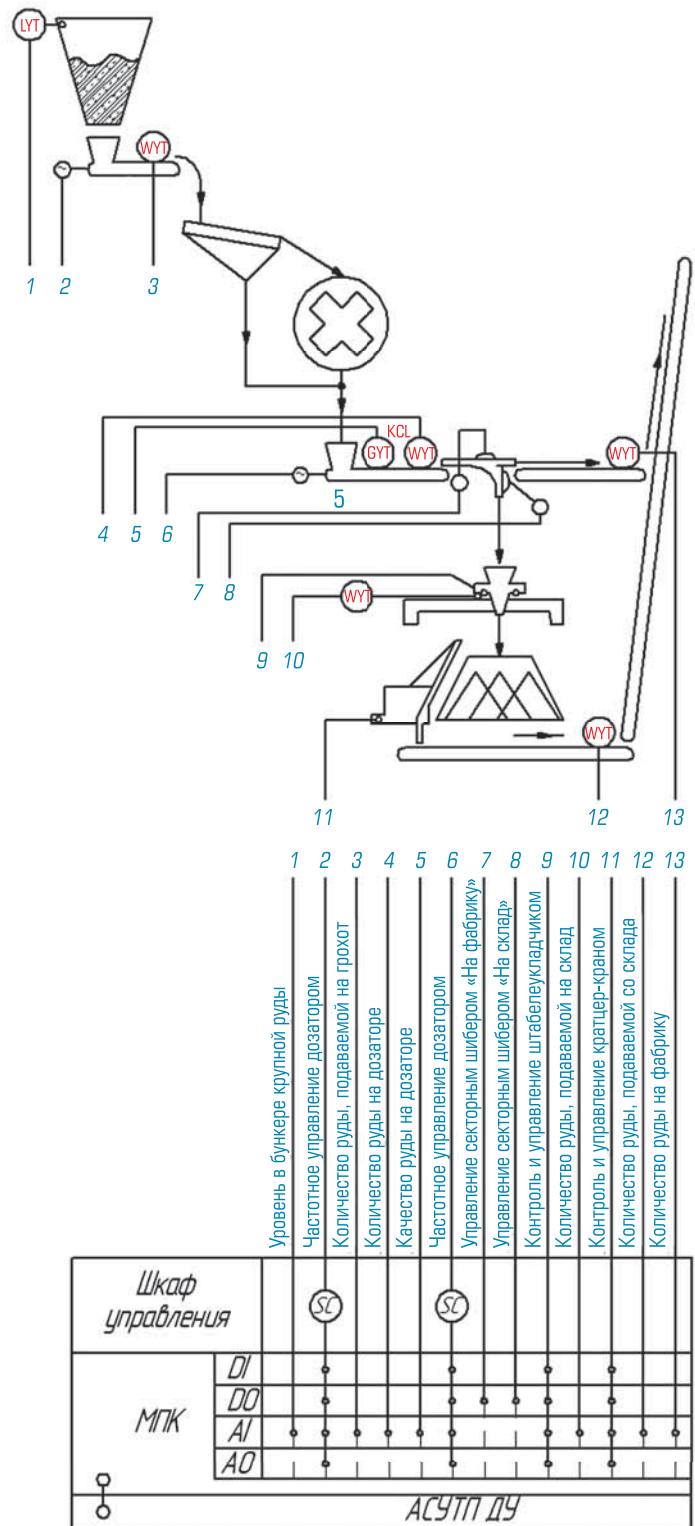 LYT
WYT
1 2 3
KCL
GYT WYT WYT
4 5 6 5
7 8
WYT
9 10
WYT
11 12 13
1 2 3 4 5 6 7 8 9 10 11 12 13
Уровень в бункере крупной руды
Частотное управление дозатором
Количество руды, подаваемой на грохот
Количество руды на дозаторе
Качество руды на дозаторе
Частотное управление дозатором
Управление секторным шибером «На фабрику»
Управление секторным шибером «На склад»
Контроль и управление штабелеукладчиком
Количество руды, подаваемой на склад
Контроль и управление кратцер-краном
Количество руды, подаваемой со склада
Количество руды на фабрику
Шкаф
управления
SC SC
МПК
DI
DO
AI
AO
АСУТП ДУ